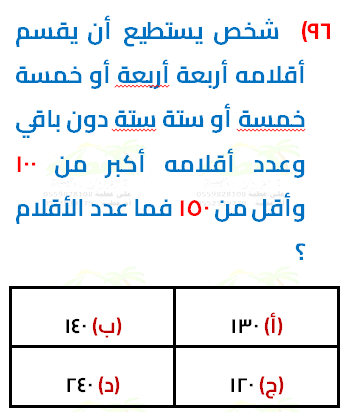 ٩٦) شخص يستطيع أن يقسم
أقلامه أربعة أربعة أو خمسة
خمسة أو ستة ستة دون باقي
وعدد أقلامه أكبر من ١٠٠
وأقل من ١٥٠ فما عدد الأقلام
؟
(أ) ١٣٠ (ب) ١٤٠
(ج) ١٢٠ (د) ٢٤٠